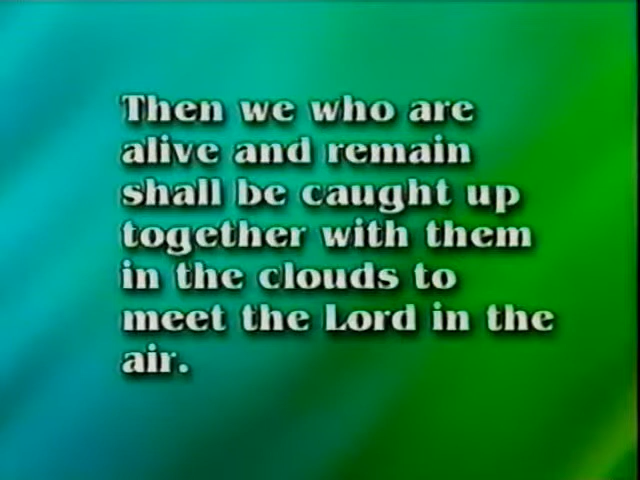 Then we who are
alive and remain
shall be caught up
together with them
in the clouds to
meet the Lord in the
air.